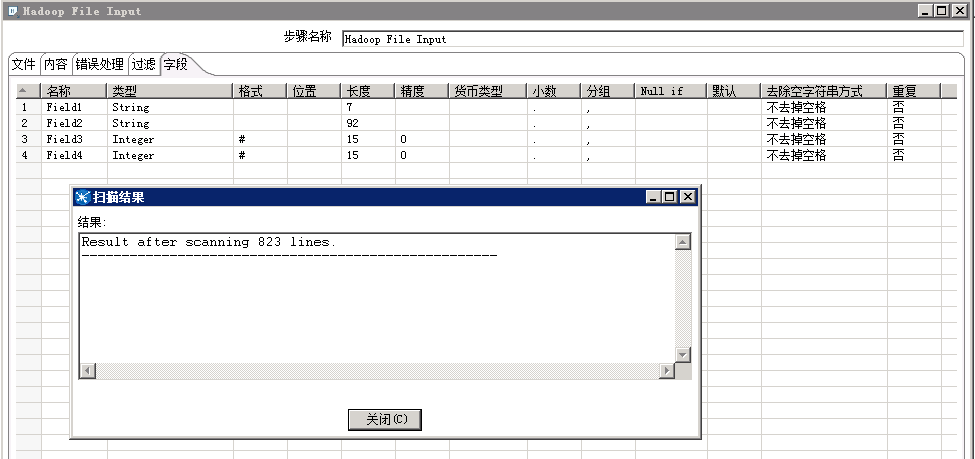 Hadoop File Input
步骤名称 Hadoop File Input
文件 内容 错误处理 过滤 字段
名称 类型 格式 位置 长度 精度 货币类型 小数 分组 Null if 默认 去除空字符串方式 重复
1 Field1 String 7 . , 不去掉空格 否
2 Field2 String 92 . , 不去掉空格 否
3 Field3 Integer # 15 0 . , 不去掉空格 否
4 Field4 Integer # 15 0 . , 不去掉空格 否
扫描结果
结果:
Result after scanning 823 lines.
----------------------------------------------------
关闭(C)